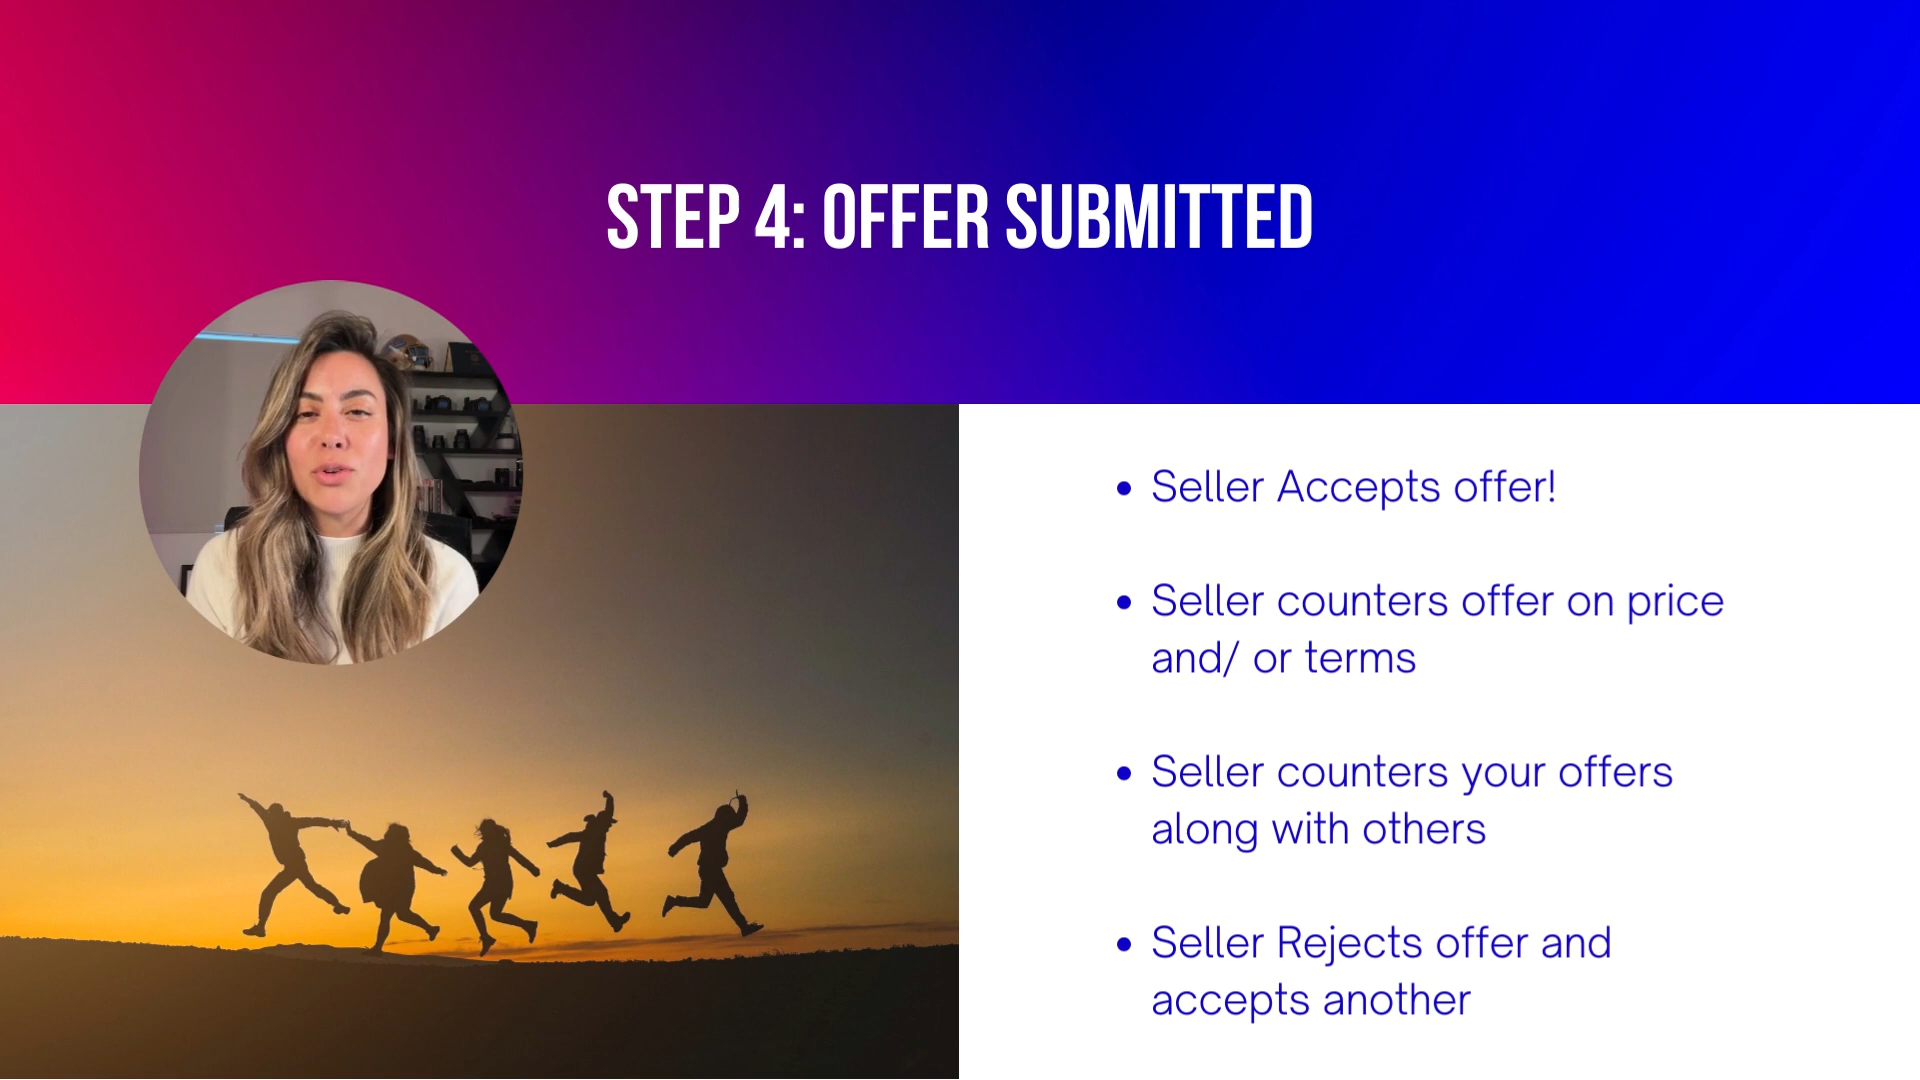 STEP 4: OFFER SUBMITTED
• Seller Accepts offer!
• Seller counters offer on price
and/ or terms
• Seller counters your offers
along with others
• Seller Rejects offer and
accepts another